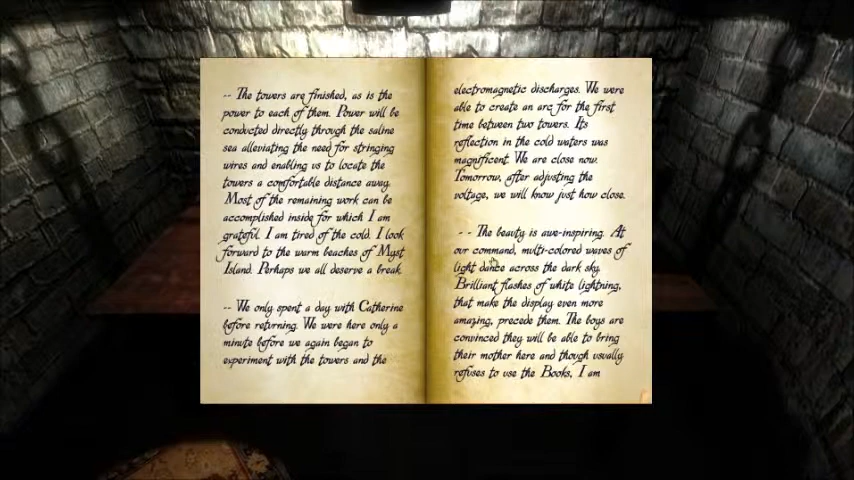 -- The towers are finished, as is the
power to each of them. Power will be
conducted directly through the saline
sea alleviating the need for stringing
wires and enabling us to locate the
towers a comfortable distance away.
Most of the remaining work can be
accomplished inside for which I am
grateful. I am tired of the cold. I look
forward to the warm beaches of Myst
Island. Perhaps we all deserve a break.
-- We only spent a day with Catherine
before returning. We were here only a
minute before we again began to
experiment with the towers and the
electromagnetic discharges. We were
able to create an arc for the first
time between two towers. Its
reflection in the cold waters was
magnificent. We are close now.
Tomorrow, after adjusting the
voltage, we will know just how close.
- - The beauty is awe-inspiring. At
our command, multi-colored waves of
light dance across the dark sky.
Brilliant flashes of white lightning,
that make the display even more
amazing, precede them. The boys are
convinced they will be able to bring
their mother here and though usually
refuses to use the Books, I am